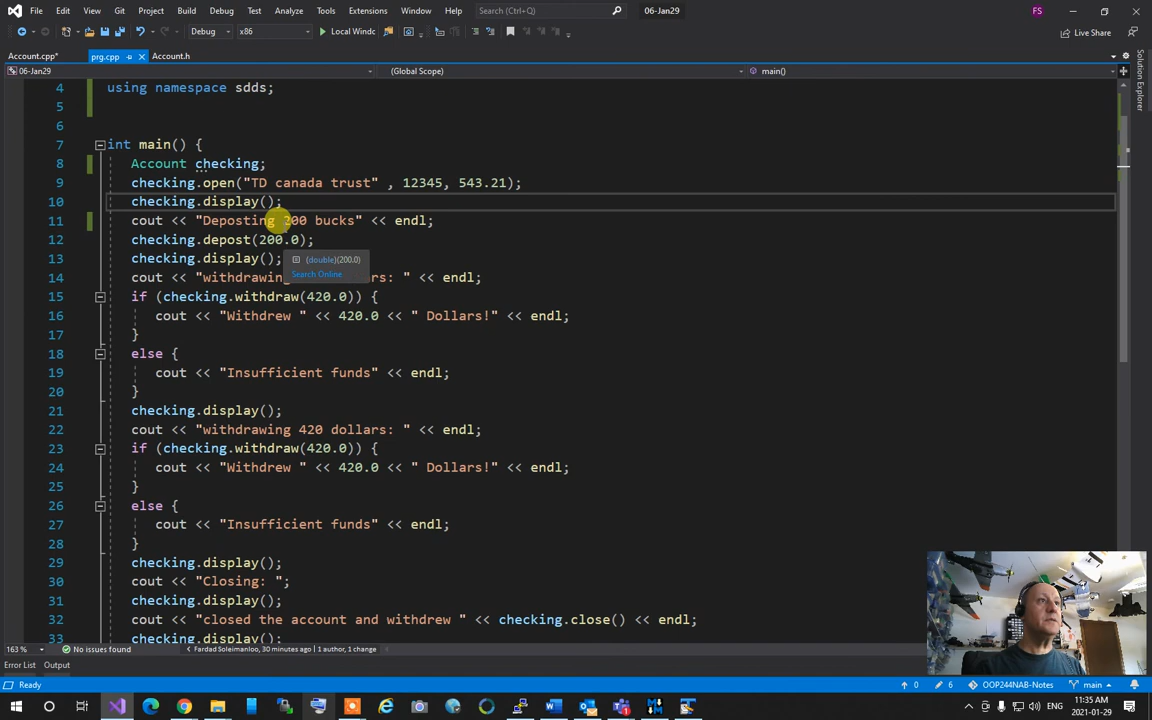 File Edit View Git Project Build Debug Test Analyze Tools Extensions Window Help Search (Ctrl+Q) 06-Jan29 FS
Debug x86 Local Windc Live Share
Account.cpp* prg.cpp Account.h
06-Jan29 (Global Scope) main()
Solution Explorer
4 using namespace sdds;
5
6
7 int main() {
8 Account checking;
9 checking.open("TD canada trust" , 12345, 543.21);
10 checking.display();
11 cout << "Deposting 200 bucks" << endl;
12 checking.depost(200.0);
13 checking.display();
(double)(200.0)
Search Online
14 cout << "withdrawing rs: " << endl;
15 if (checking.withdraw(420.0)) {
16 cout << "Withdrew " << 420.0 << " Dollars!" << endl;
17 }
18 else {
19 cout << "Insufficient funds" << endl;
20 }
21 checking.display();
22 cout << "withdrawing 420 dollars: " << endl;
23 if (checking.withdraw(420.0)) {
24 cout << "Withdrew " << 420.0 << " Dollars!" << endl;
25 }
26 else {
27 cout << "Insufficient funds" << endl;
28 }
29 checking.display();
30 cout << "Closing: ";
31 checking.display();
32 cout << "closed the account and withdrew " << checking.close() << endl;
33 checking.display();
163 % No issues found Fardad Soleimanloo, 30 minutes ago | 1 author, 1 change
Error List Output
Ready 0 6 OOP244NAB-Notes main
ENG 11:35 AM
2021-01-29